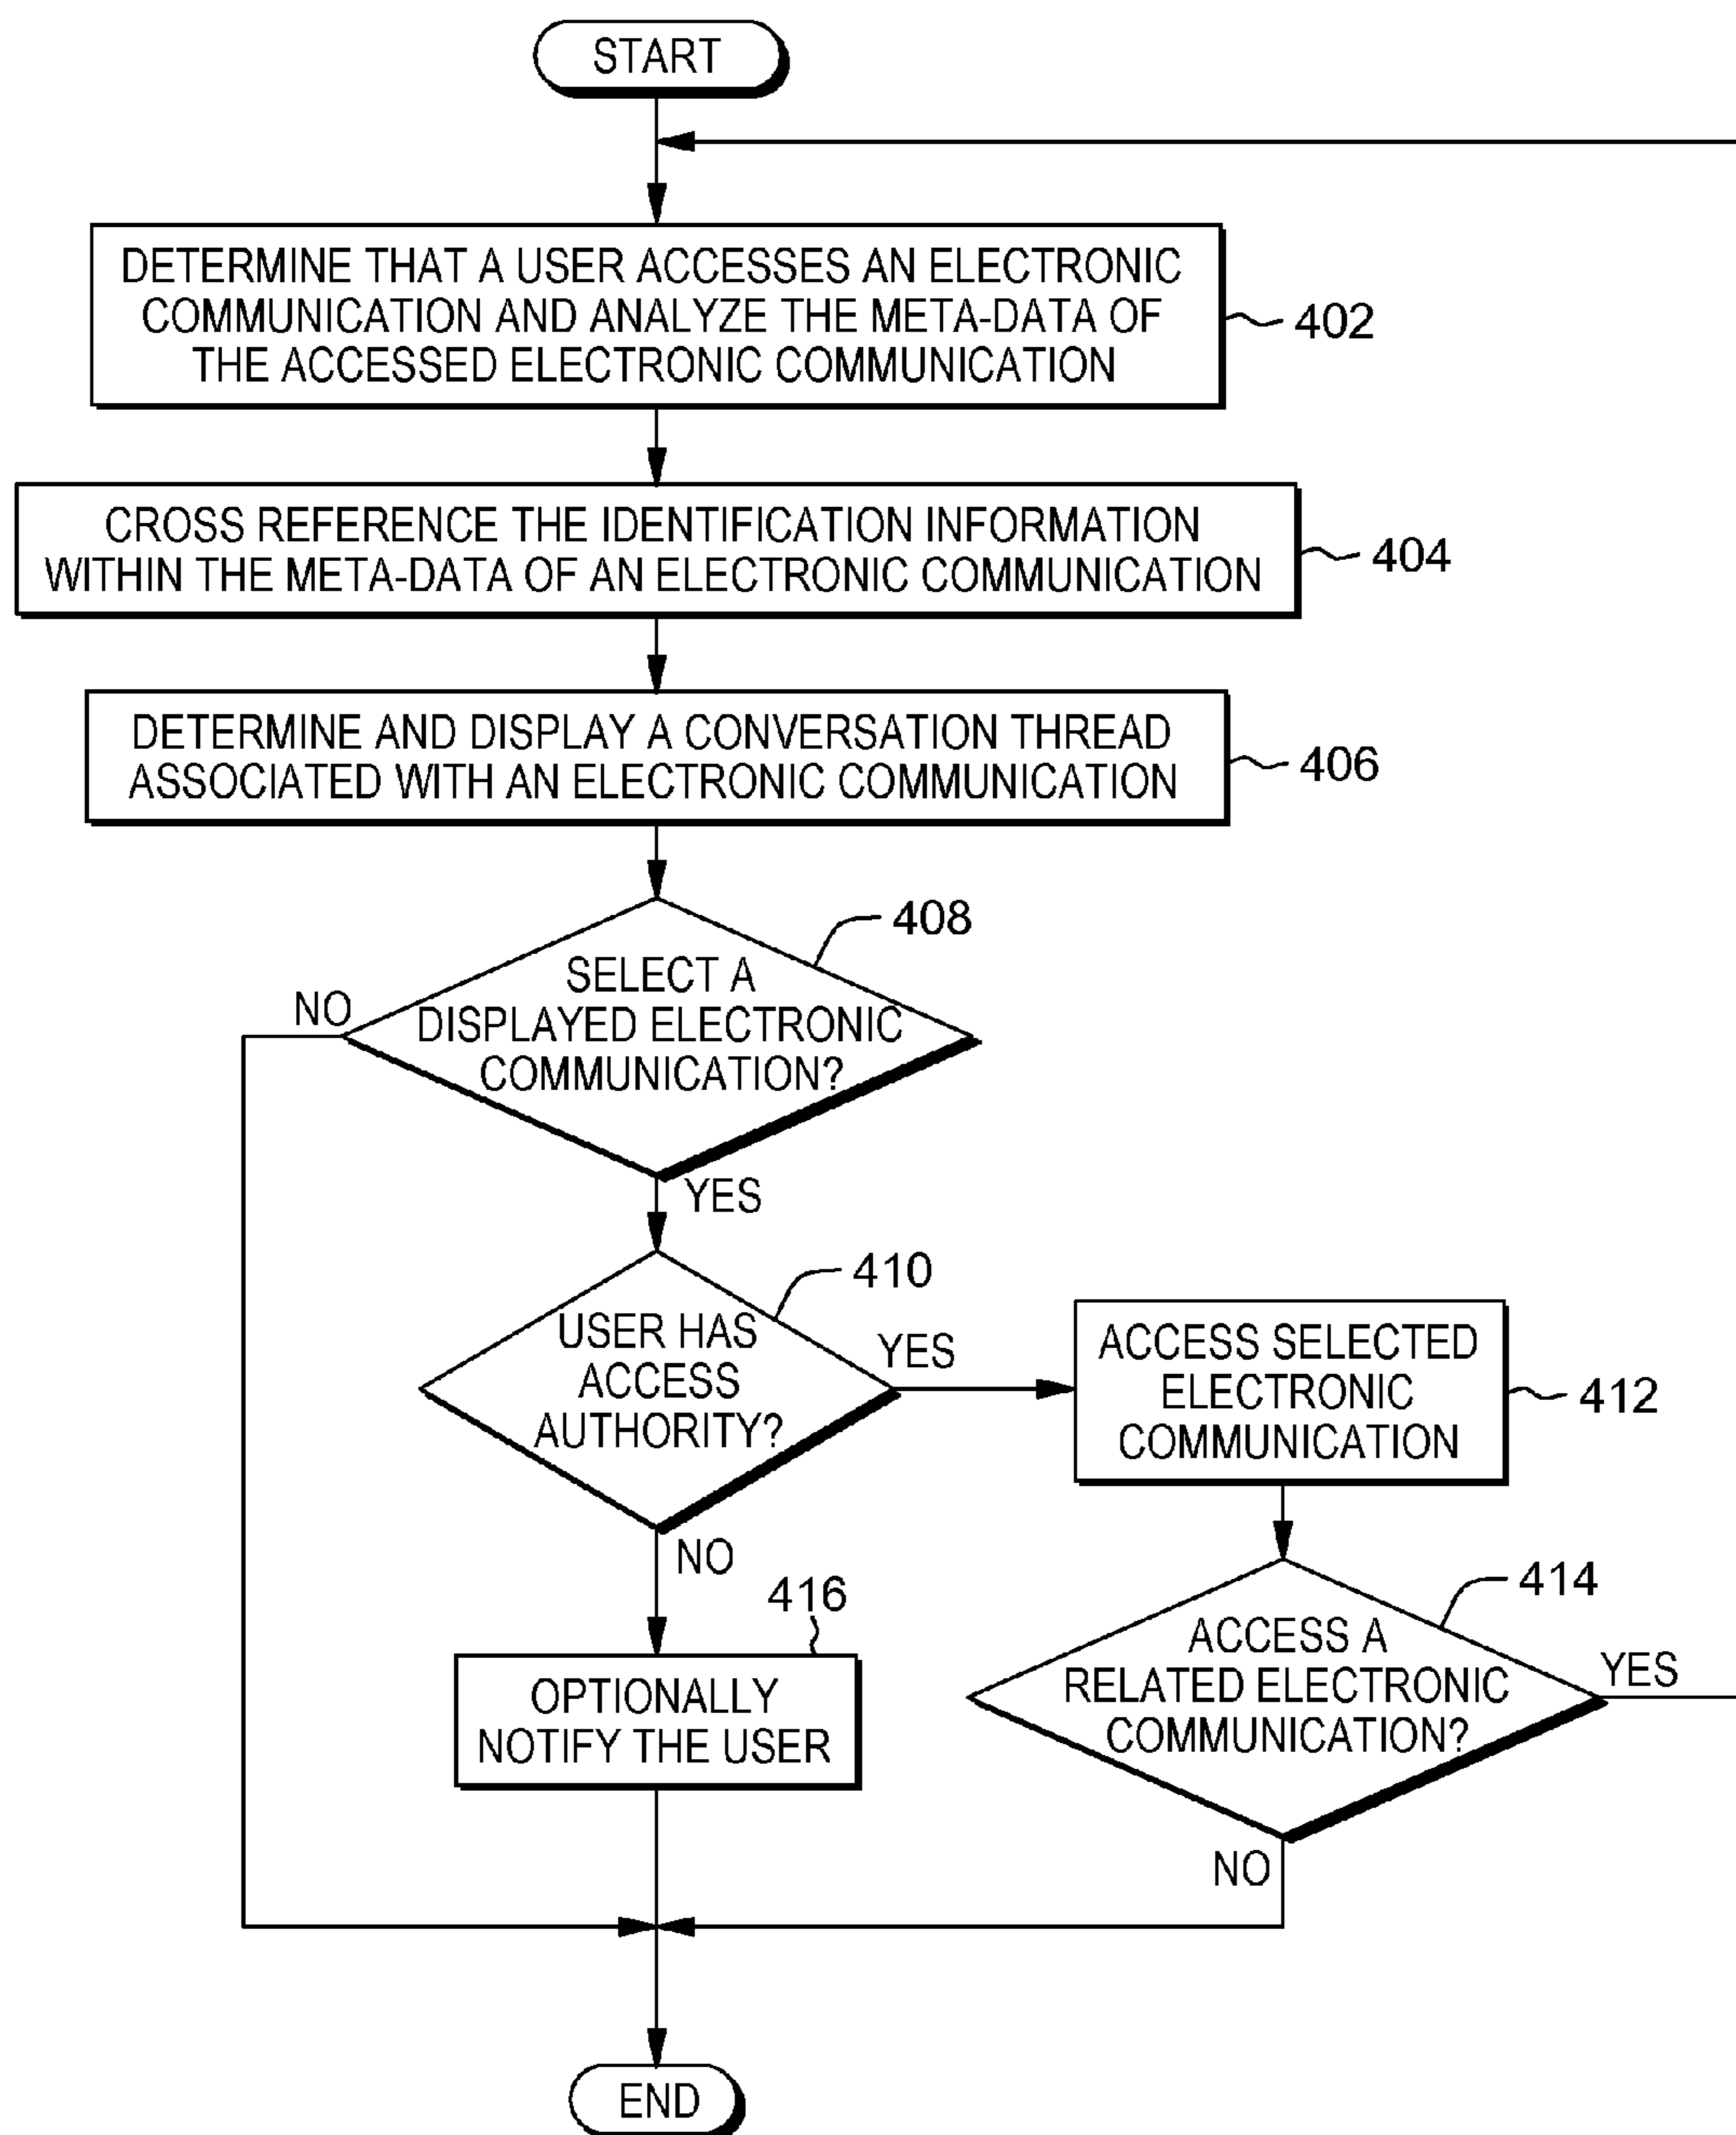 START
DETERMINE THAT A USER ACCESSES AN ELECTRONIC
COMMUNICATION AND ANALYZE THE META-DATA OF
THE ACCESSED ELECTRONIC COMMUNICATION
402
CROSS REFERENCE THE IDENTIFICATION INFORMATION
WITHIN THE META-DATA OF AN ELECTRONIC COMMUNICATION
404
DETERMINE AND DISPLAY A CONVERSATION THREAD
ASSOCIATED WITH AN ELECTRONIC COMMUNICATION
406
408
SELECT A
DISPLAYED ELECTRONIC
COMMUNICATION?
NO
YES
410
USER HAS
ACCESS
AUTHORITY?
YES
NO
ACCESS SELECTED
ELECTRONIC
COMMUNICATION
412
414
ACCESS A
RELATED ELECTRONIC
COMMUNICATION?
YES
NO
416
OPTIONALLY
NOTIFY THE USER
END